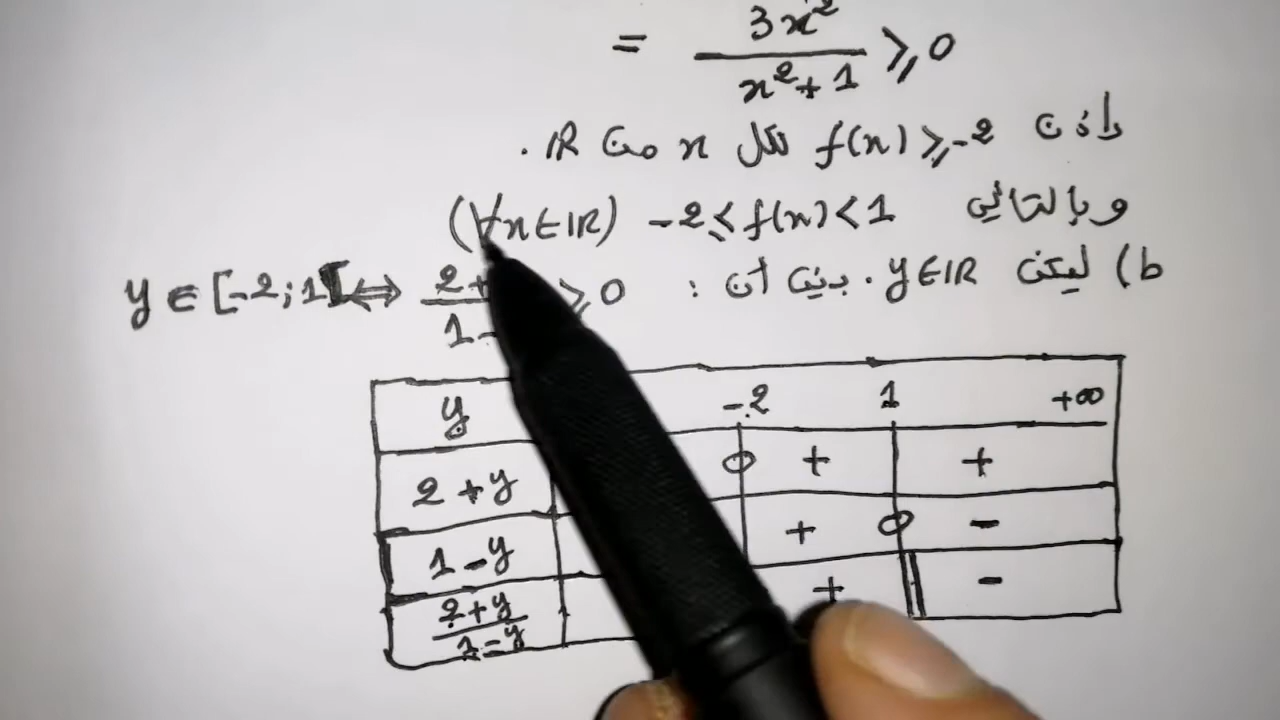 = 3x²/(x²+1) ⩾ 0
إذن f(x) ⩾ -2 لكل x من IR .
وبالتالي -2 ⩽ f(x) < 1 (∀x∈IR)
b) ليكن y∈IR . بين أن :
y ∈ [-2;1[ ⇔ 2+ / 1- ⩾ 0
y -2 1 +∞
2+y 0 + +
1-y + 0 -
2+y/1-y + || -